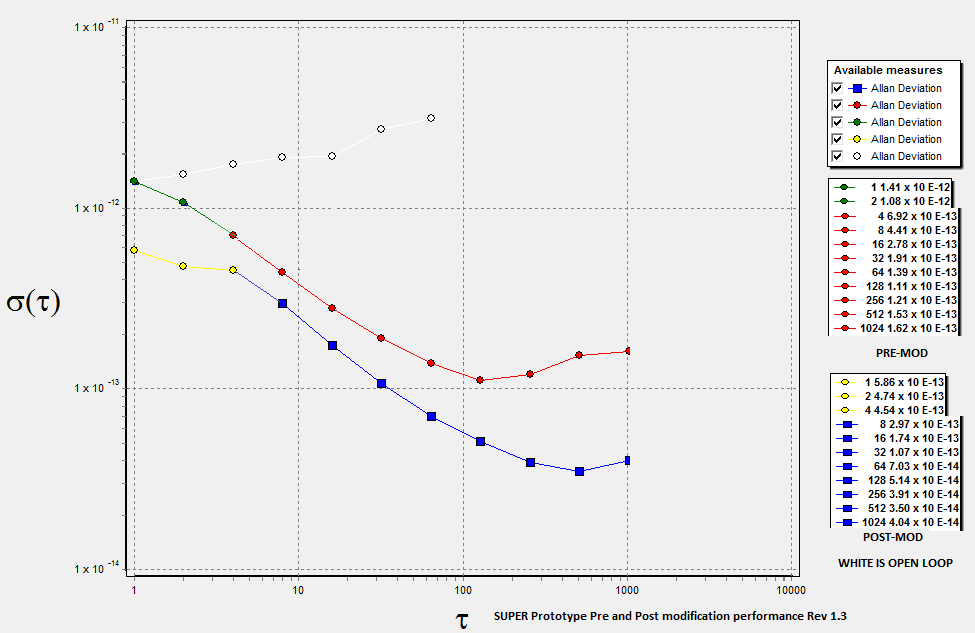 1 x 10 -11
1 x 10 -12
1 x 10 -13
1 x 10 -14
σ(τ)
1 10 100 1000 10000
τ
SUPER Prototype Pre and Post modification performance Rev 1.3
Available measures
Allan Deviation
Allan Deviation
Allan Deviation
Allan Deviation
Allan Deviation
1 1.41 x 10 E-12
2 1.08 x 10 E-12
4 6.92 x 10 E-13
8 4.41 x 10 E-13
16 2.78 x 10 E-13
32 1.91 x 10 E-13
64 1.39 x 10 E-13
128 1.11 x 10 E-13
256 1.21 x 10 E-13
512 1.53 x 10 E-13
1024 1.62 x 10 E-13
PRE-MOD
1 5.86 x 10 E-13
2 4.74 x 10 E-13
4 4.54 x 10 E-13
8 2.97 x 10 E-13
16 1.74 x 10 E-13
32 1.07 x 10 E-13
64 7.03 x 10 E-14
128 5.14 x 10 E-14
256 3.91 x 10 E-14
512 3.50 x 10 E-14
1024 4.04 x 10 E-14
POST-MOD
WHITE IS OPEN LOOP